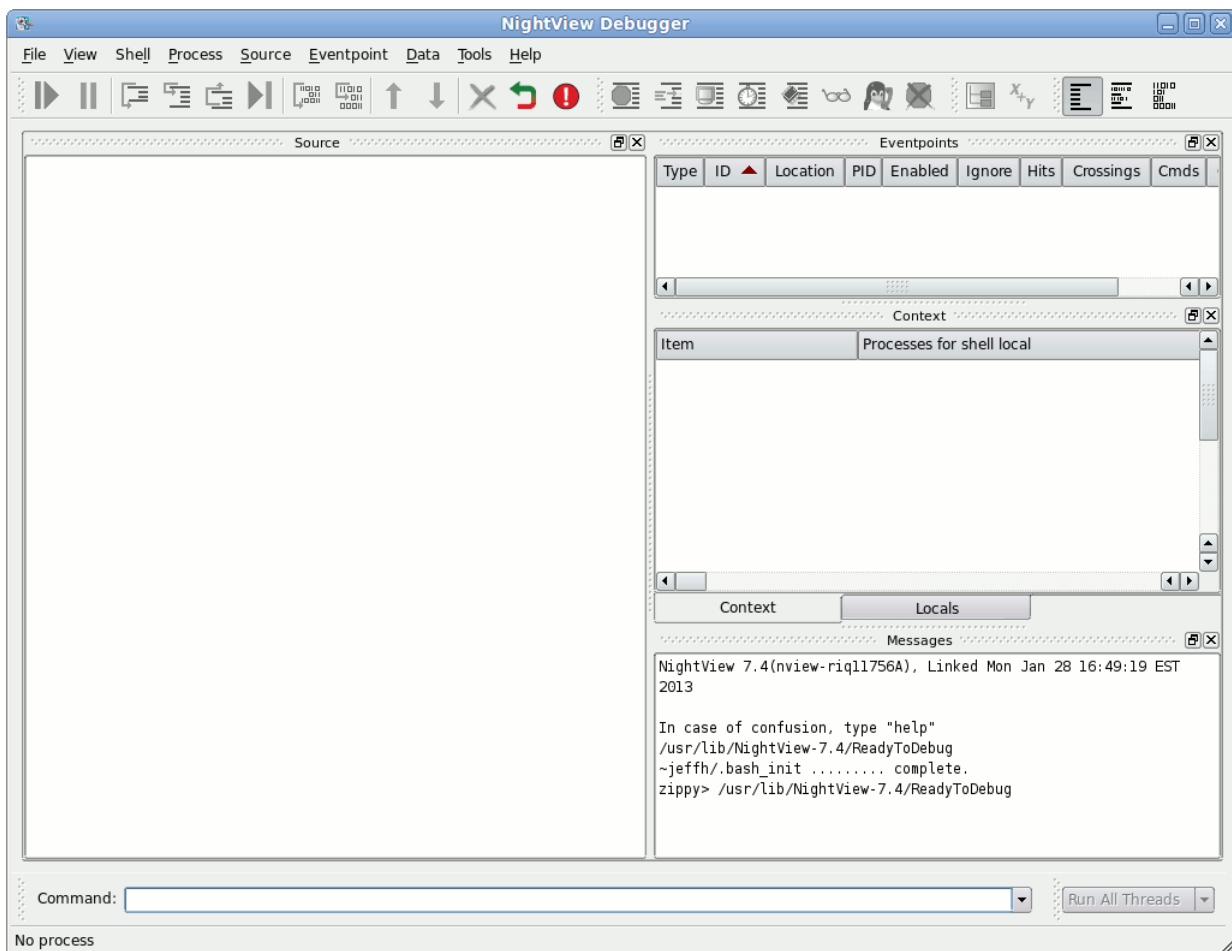 NightView Debugger
File View Shell Process Source Eventpoint Data Tools Help
Source
Eventpoints
Type ID Location PID Enabled Ignore Hits Crossings Cmds
Context
Item Processes for shell local
Context Locals
Messages
NightView 7.4(nview-riq11756A), Linked Mon Jan 28 16:49:19 EST
2013
In case of confusion, type "help"
/usr/lib/NightView-7.4/ReadyToDebug
~jeffh/.bash_init ......... complete.
zippy> /usr/lib/NightView-7.4/ReadyToDebug
Command:
Run All Threads
No process